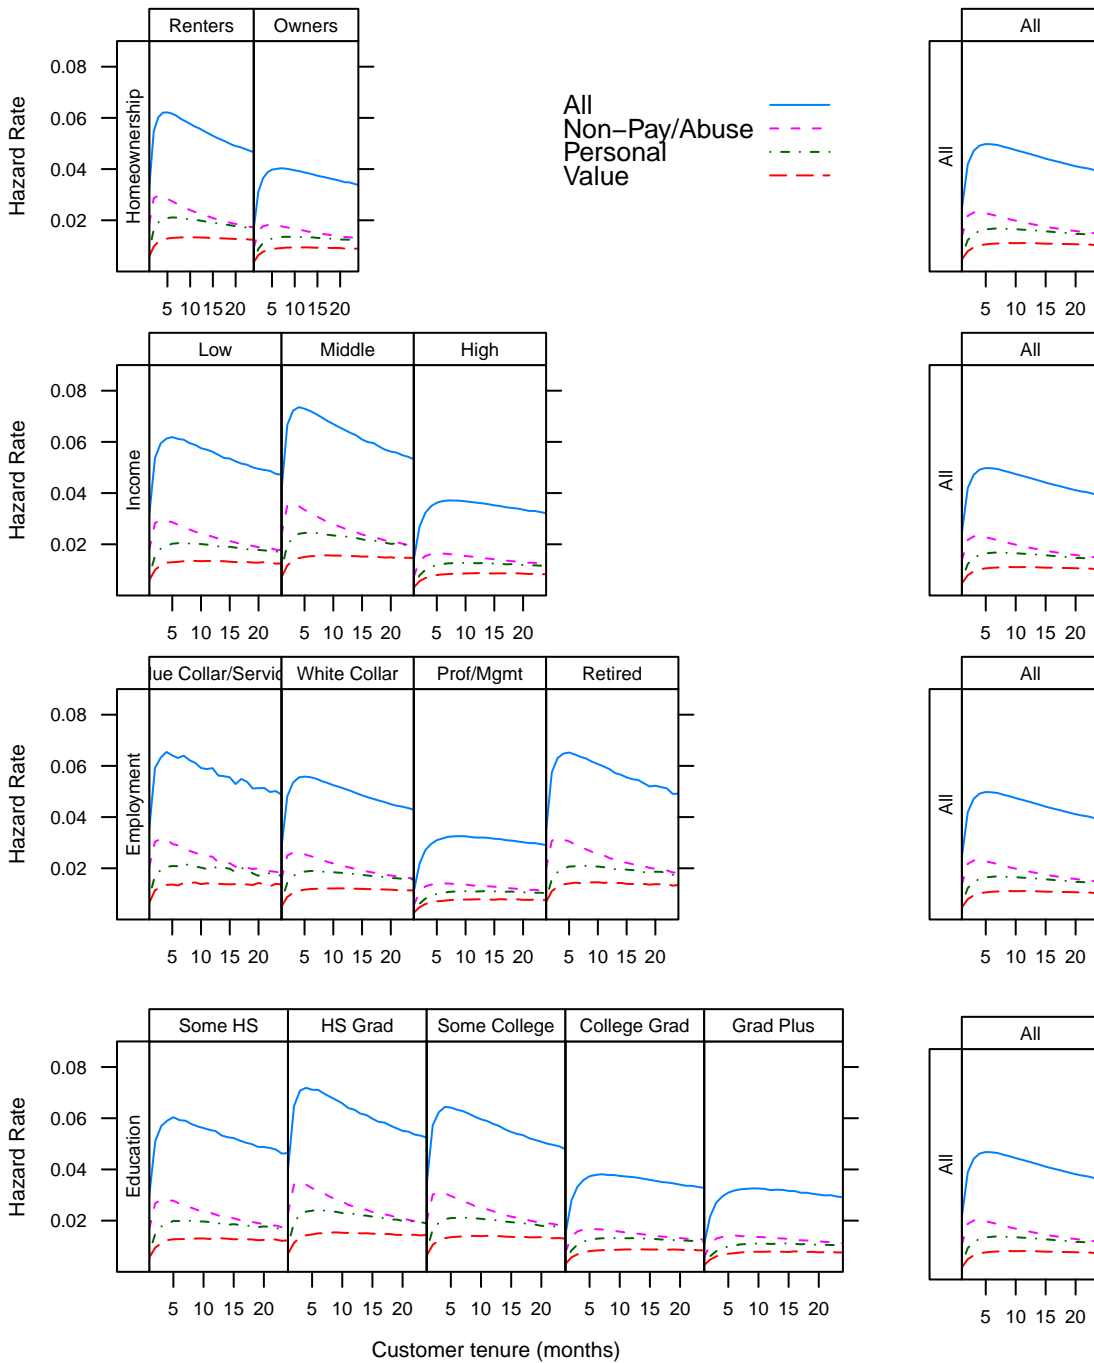 Renters Owners All
Hazard Rate
0.08
0.06
0.04
0.02
Homeownership
All
Non−Pay/Abuse
Personal
Value
All
5 10 15 20 5 10 15 20 5 10 15 20
Low Middle High All
Hazard Rate
0.08
0.06
0.04
0.02
Income
All
5 10 15 20 5 10 15 20 5 10 15 20 5 10 15 20
lue Collar/Servic White Collar Prof/Mgmt Retired All
Hazard Rate
0.08
0.06
0.04
0.02
Employment
All
5 10 15 20 5 10 15 20 5 10 15 20 5 10 15 20 5 10 15 20
Some HS HS Grad Some College College Grad Grad Plus All
Hazard Rate
0.08
0.06
0.04
0.02
Education
All
5 10 15 20 5 10 15 20 5 10 15 20 5 10 15 20 5 10 15 20 5 10 15 20
Customer tenure (months)